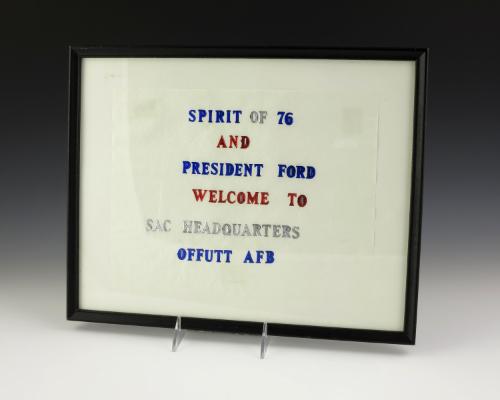 SPIRIT OF 76
AND
PRESIDENT FORD
WELCOME TO
SAC HEADQUARTERS
OFFUTT AFB